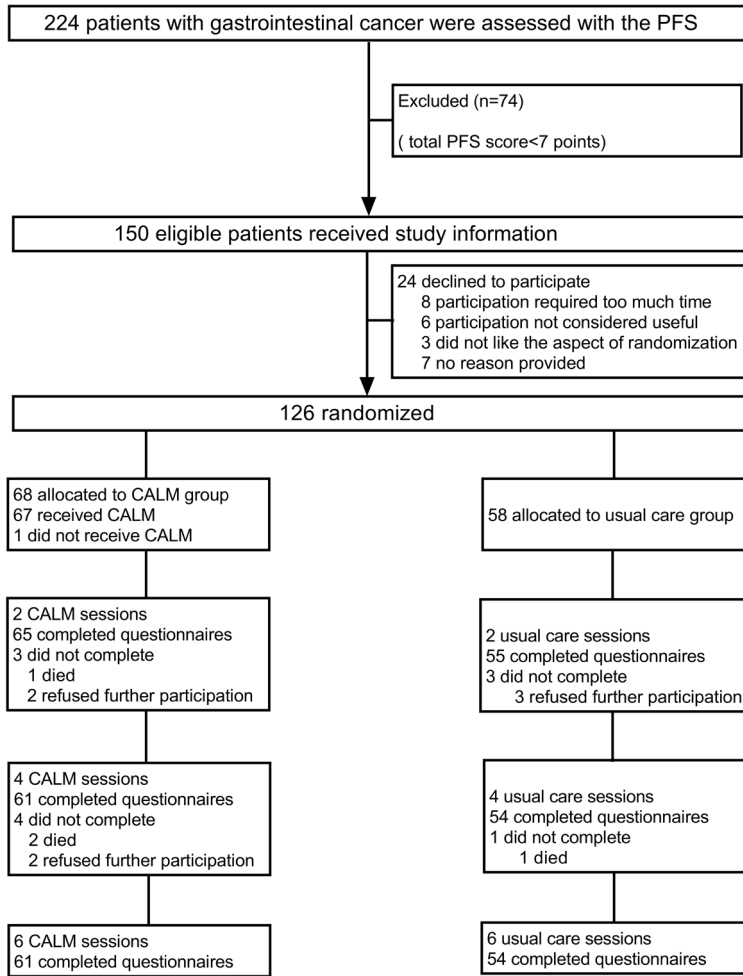 224 patients with gastrointestinal cancer were assessed with the PFS
Excluded (n=74)
( total PFS score<7 points)
150 eligible patients received study information
24 declined to participate
8 participation required too much time
6 participation not considered useful
3 did not like the aspect of randomization
7 no reason provided
126 randomized
68 allocated to CALM group
67 received CALM
1 did not receive CALM
58 allocated to usual care group
2 CALM sessions
65 completed questionnaires
3 did not complete
1 died
2 refused further participation
2 usual care sessions
55 completed questionnaires
3 did not complete
3 refused further participation
4 CALM sessions
61 completed questionnaires
4 did not complete
2 died
2 refused further participation
4 usual care sessions
54 completed questionnaires
1 did not complete
1 died
6 CALM sessions
61 completed questionnaires
6 usual care sessions
54 completed questionnaires